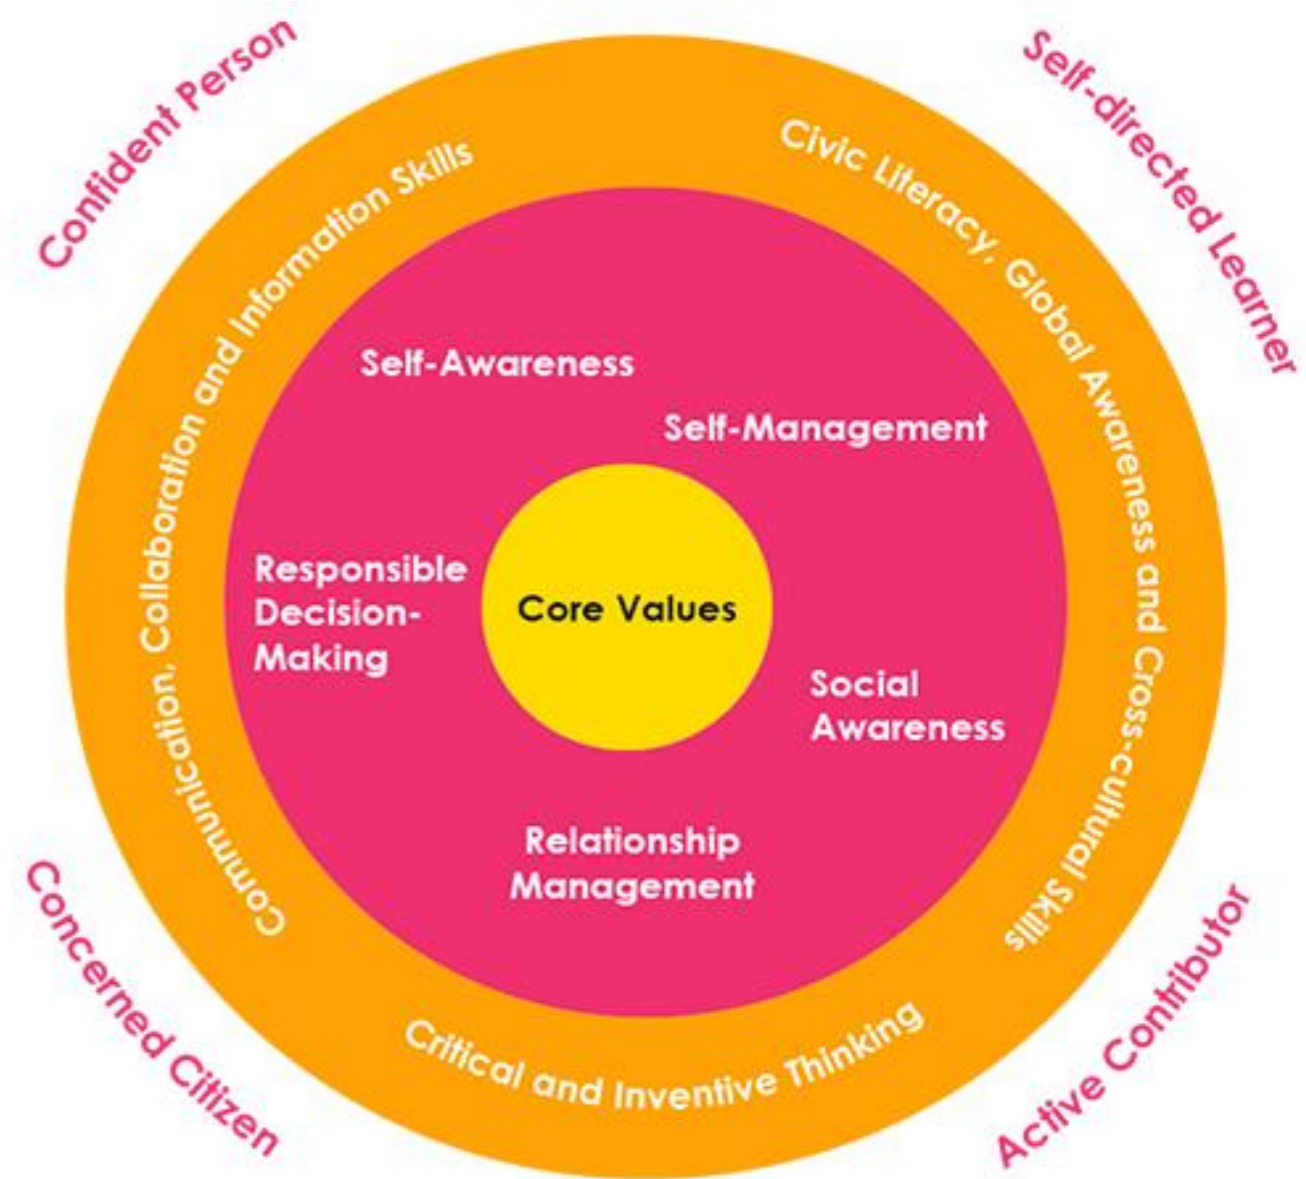 Confident Person
Self-directed Learner
Communication, Collaboration and Information Skills
Civic Literacy, Global Awareness and Cross-cultural Skills
Self-Awareness
Self-Management
Responsible
Decision-
Making
Core Values
Social
Awareness
Relationship
Management
Critical and Inventive Thinking
Concerned Citizen
Active Contributor